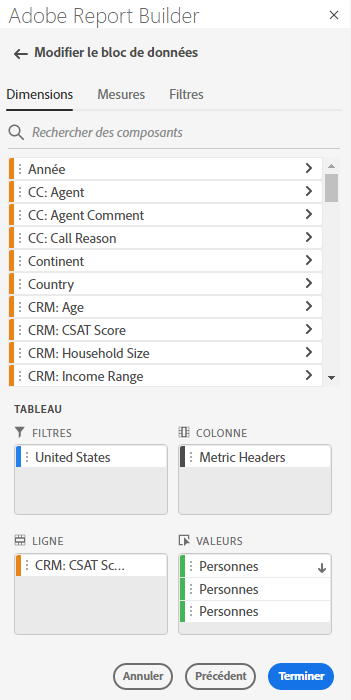 Adobe Report Builder
Modifier le bloc de données
Dimensions Mesures Filtres
Rechercher des composants
Année
CC: Agent
CC: Agent Comment
CC: Call Reason
Continent
Country
CRM: Age
CRM: CSAT Score
CRM: Household Size
CRM: Income Range
TABLEAU
FILTRES
United States
COLONNE
Metric Headers
LIGNE
CRM: CSAT Sc...
VALEURS
Personnes
Personnes
Personnes
Annuler Précédent Terminer